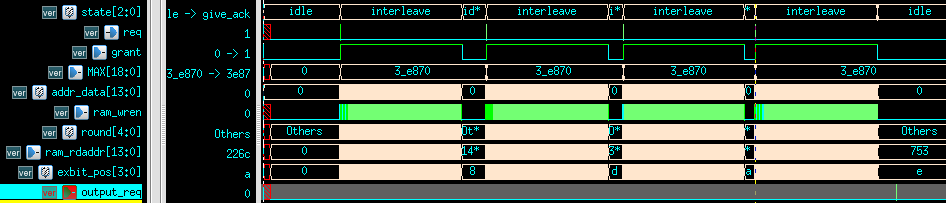 ver state[2:0] le -> give_ack idle interleave id* interleave i* interleave * interleave idle
ver req 1
ver grant 0 -> 1
ver MAX[18:0] 3_e870 -> 3e87 0 3_e870 3_e870 3_e870 3_e870
ver addr_data[13:0] 0 0 0 0 0 0
ver ram_wren 0
ver round[4:0] Others Others Ot* O* * Others
ver ram_rdaddr[13:0] 226c 0 14* 3* * 753
ver exbit_pos[3:0] a 0 8 d a e
ver output_req 0